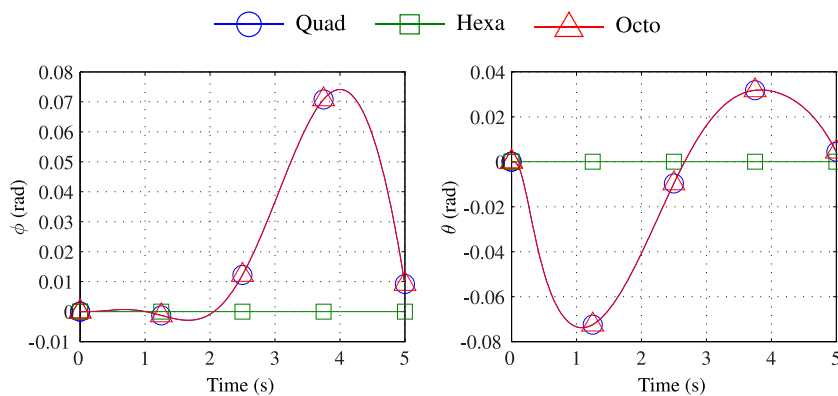 Quad Hexa Octo
0.08
0.07
0.06
0.05
0.04
0.03
0.02
0.01
0
-0.01
ϕ (rad)
0 1 2 3 4 5
Time (s)
0.04
0.02
0
-0.02
-0.04
-0.06
-0.08
θ (rad)
0 1 2 3 4 5
Time (s)